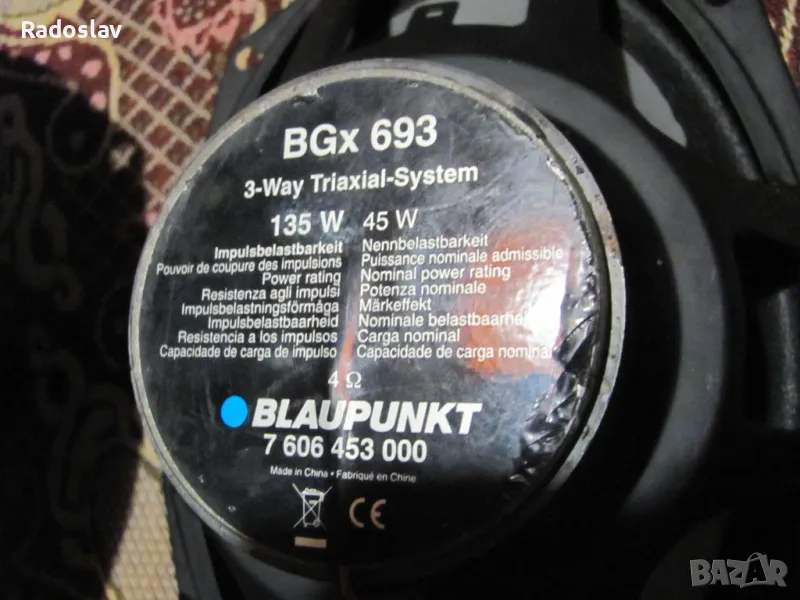 Radoslav
BGx 693
3-Way Triaxial-System
135 W 45 W
Impulsbelastbarkeit Nennbelastbarkeit
Pouvoir de coupure des impulsions Puissance nominale admissible
Power rating Nominal power rating
Resistenza agli impulsi Potenza nominale
Impulsbelastningsförmåga Märkeffekt
Impulsbelastbaarheid Nominale belastbaarheid
Resistencia a los impulsos Carga nominal
Capacidade de carga de impulso Capacidade de carga nominal
4 Ω
BLAUPUNKT
7 606 453 000
Made in China • Fabriqué en Chine
CE
BAZAR